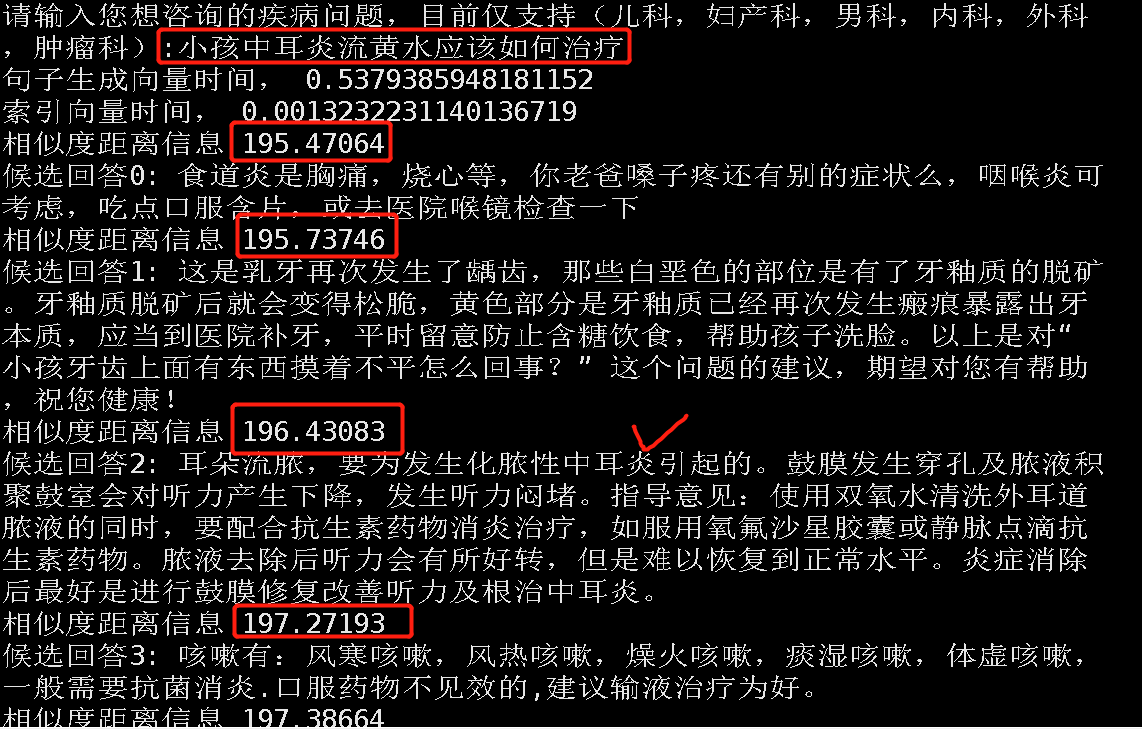 请输入您想咨询的疾病问题，目前仅支持（儿科，妇产科，男科，内科，外科
，肿瘤科）:小孩中耳炎流黄水应该如何治疗
句子生成向量时间， 0.5379385948181152
索引向量时间， 0.0013232231140136719
相似度距离信息 195.47064
候选回答0: 食道炎是胸痛，烧心等，你老爸嗓子疼还有别的症状么，咽喉炎可
考虑，吃点口服含片，或去医院喉镜检查一下
相似度距离信息 195.73746
候选回答1: 这是乳牙再次发生了龋齿，那些白垩色的部位是有了牙釉质的脱矿
。牙釉质脱矿后就会变得松脆，黄色部分是牙釉质已经再次发生瘢痕暴露出牙
本质，应当到医院补牙，平时留意防止含糖饮食，帮助孩子洗脸。以上是对“
小孩牙齿上面有东西摸着不平怎么回事？”这个问题的建议，期望对您有帮助
，祝您健康！
相似度距离信息 196.43083
候选回答2: 耳朵流脓，要为发生化脓性中耳炎引起的。鼓膜发生穿孔及脓液积
聚鼓室会对听力产生下降，发生听力闷堵。指导意见：使用双氧水清洗外耳道
脓液的同时，要配合抗生素药物消炎治疗，如服用氧氟沙星胶囊或静脉点滴抗
生素药物。脓液去除后听力会有所好转，但是难以恢复到正常水平。炎症消除
后最好是进行鼓膜修复改善听力及根治中耳炎。
相似度距离信息 197.27193
候选回答3: 咳嗽有：风寒咳嗽，风热咳嗽，燥火咳嗽，痰湿咳嗽，体虚咳嗽，
一般需要抗菌消炎.口服药物不见效的,建议输液治疗为好。
相似度距离信息 197.38664